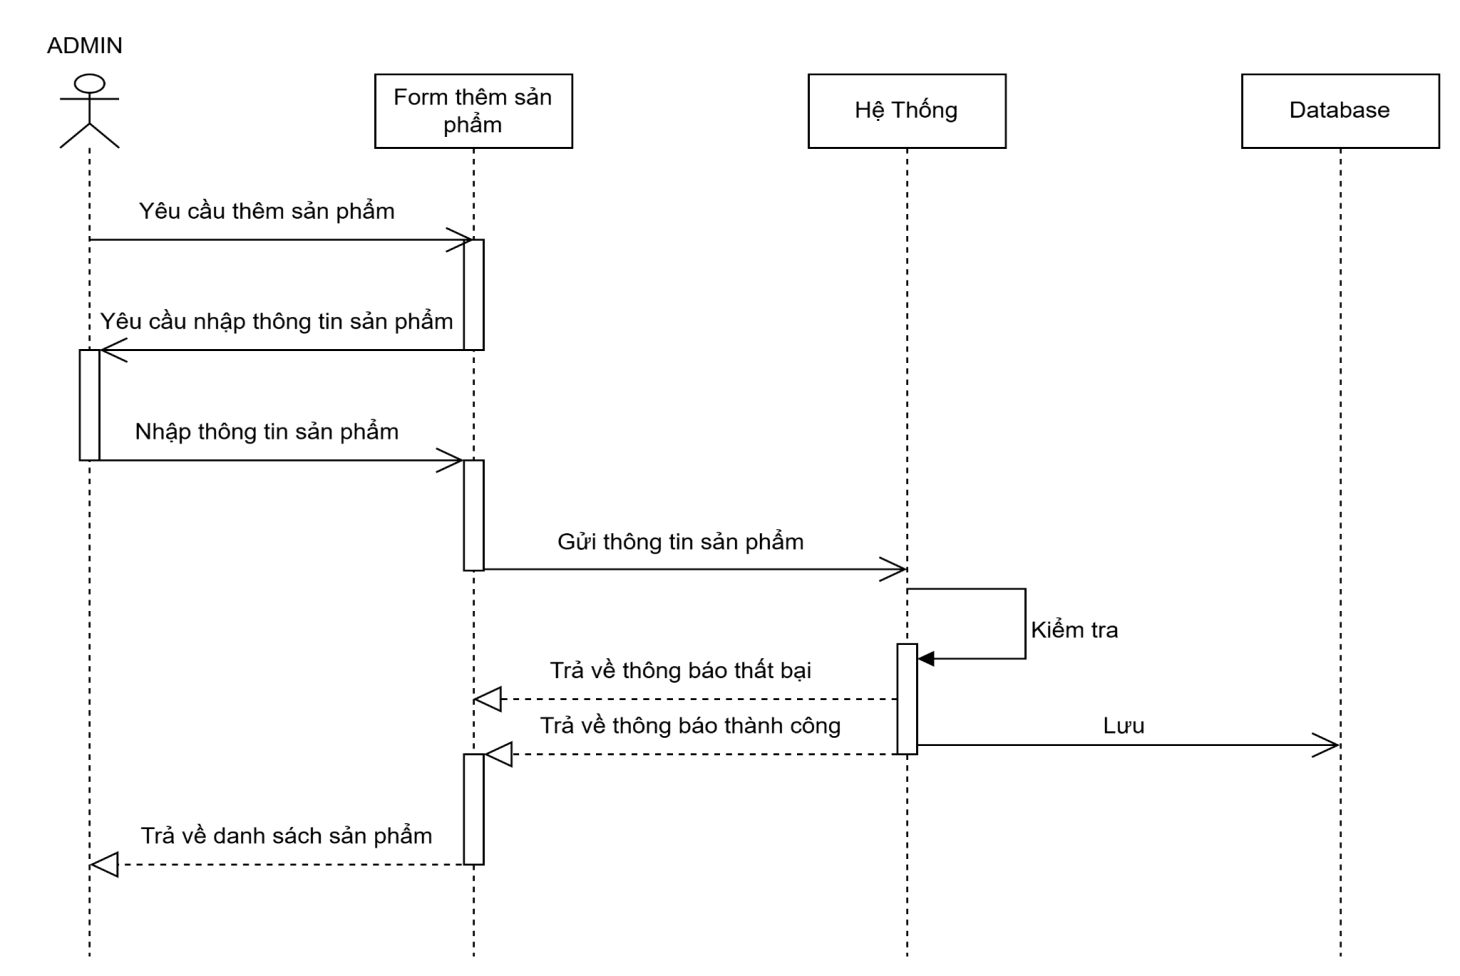 ADMIN
Form thêm sản
phẩm
Hệ Thống
Database
Yêu cầu thêm sản phẩm
Yêu cầu nhập thông tin sản phẩm
Nhập thông tin sản phẩm
Gửi thông tin sản phẩm
Kiểm tra
Trả về thông báo thất bại
Trả về thông báo thành công
Lưu
Trả về danh sách sản phẩm